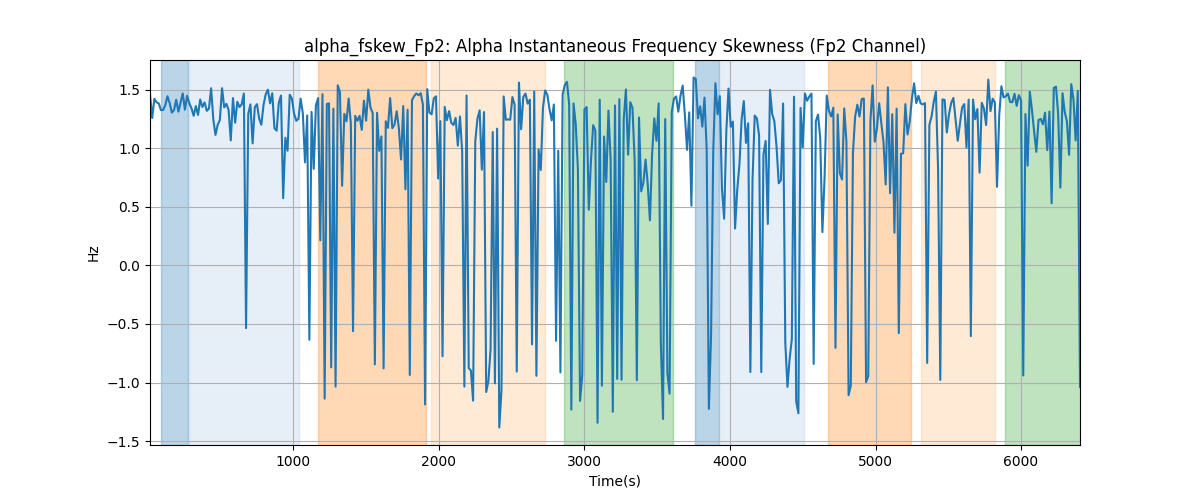 alpha_fskew_Fp2: Alpha Instantaneous Frequency Skewness (Fp2 Channel)
1.5
1.0
0.5
0.0
−0.5
−1.0
−1.5
Hz
1000 2000 3000 4000 5000 6000
Time(s)